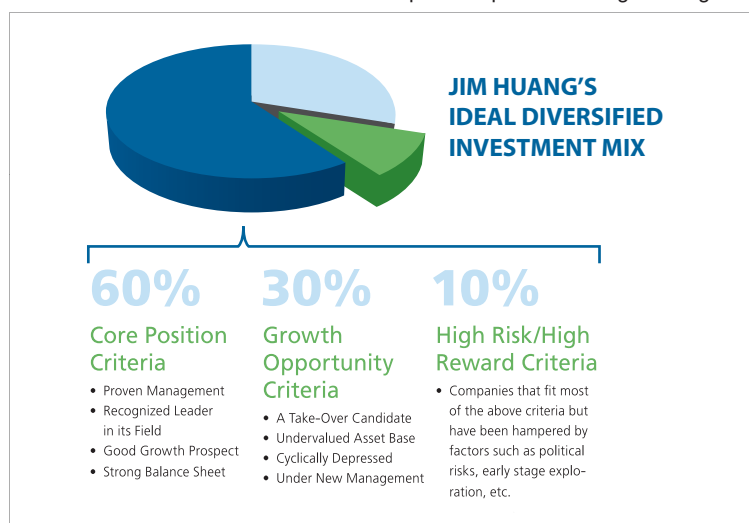 JIM HUANG'S
IDEAL DIVERSIFIED
INVESTMENT MIX
60%
Core Position
Criteria
• Proven Management
• Recognized Leader
in its Field
• Good Growth Prospect
• Strong Balance Sheet
30%
Growth
Opportunity
Criteria
• A Take-Over Candidate
• Undervalued Asset Base
• Cyclically Depressed
• Under New Management
10%
High Risk/High
Reward Criteria
• Companies that fit most
of the above criteria but
have been hampered by
factors such as political
risks, early stage explo-
ration, etc.